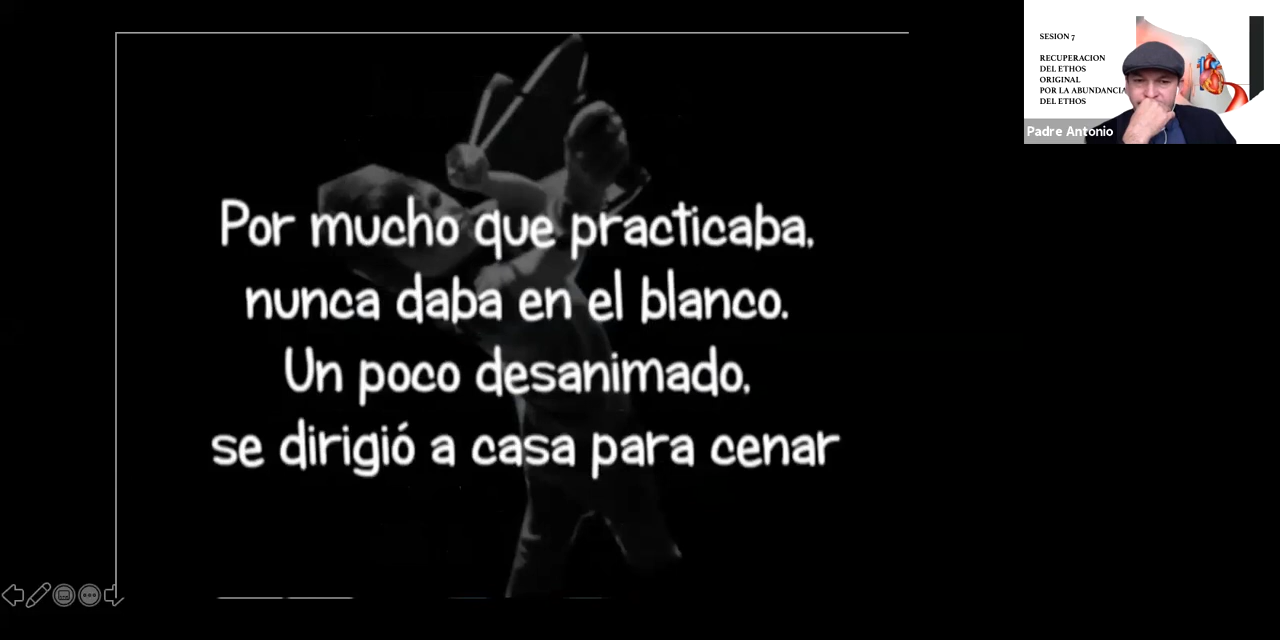 Por mucho que practicaba,
nunca daba en el blanco.
Un poco desanimado,
se dirigió a casa para cenar
SESION 7
RECUPERACION
DEL ETHOS
ORIGINAL
POR LA ABUNDANCIA
DEL ETHOS
Padre Antonio